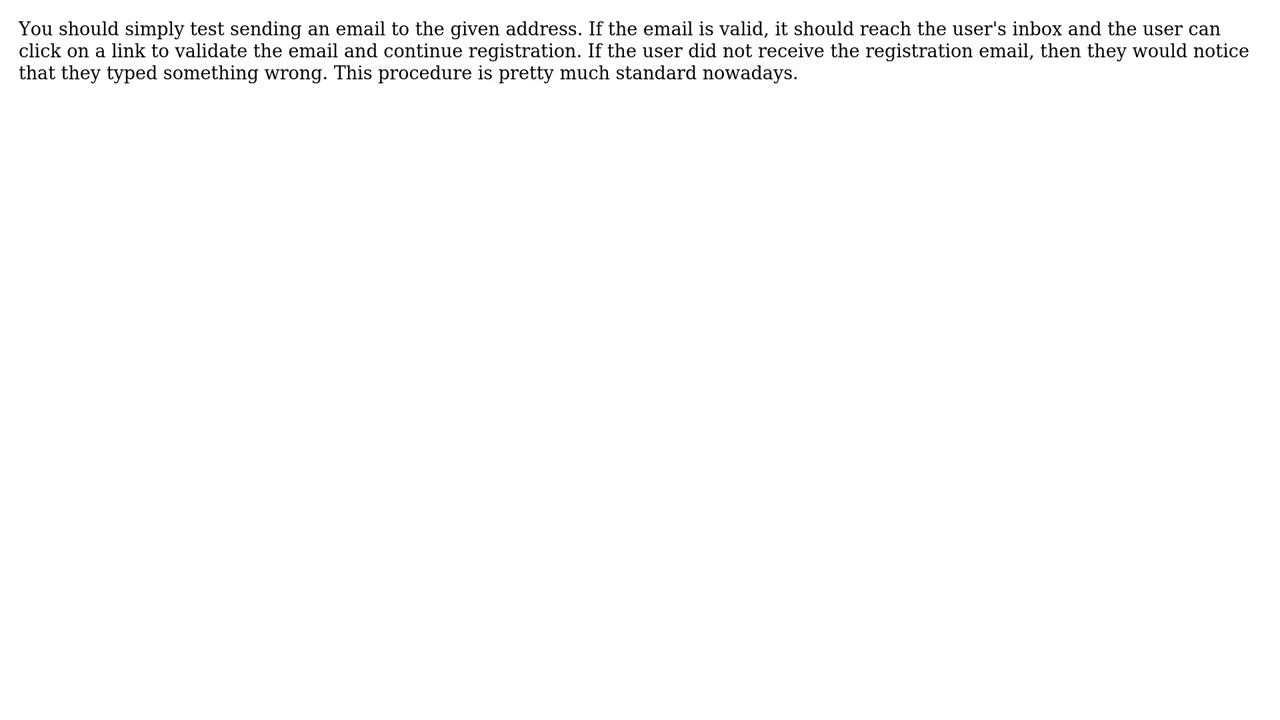 You should simply test sending an email to the given address. If the email is valid, it should reach the user's inbox and the user can
click on a link to validate the email and continue registration. If the user did not receive the registration email, then they would notice
that they typed something wrong. This procedure is pretty much standard nowadays.